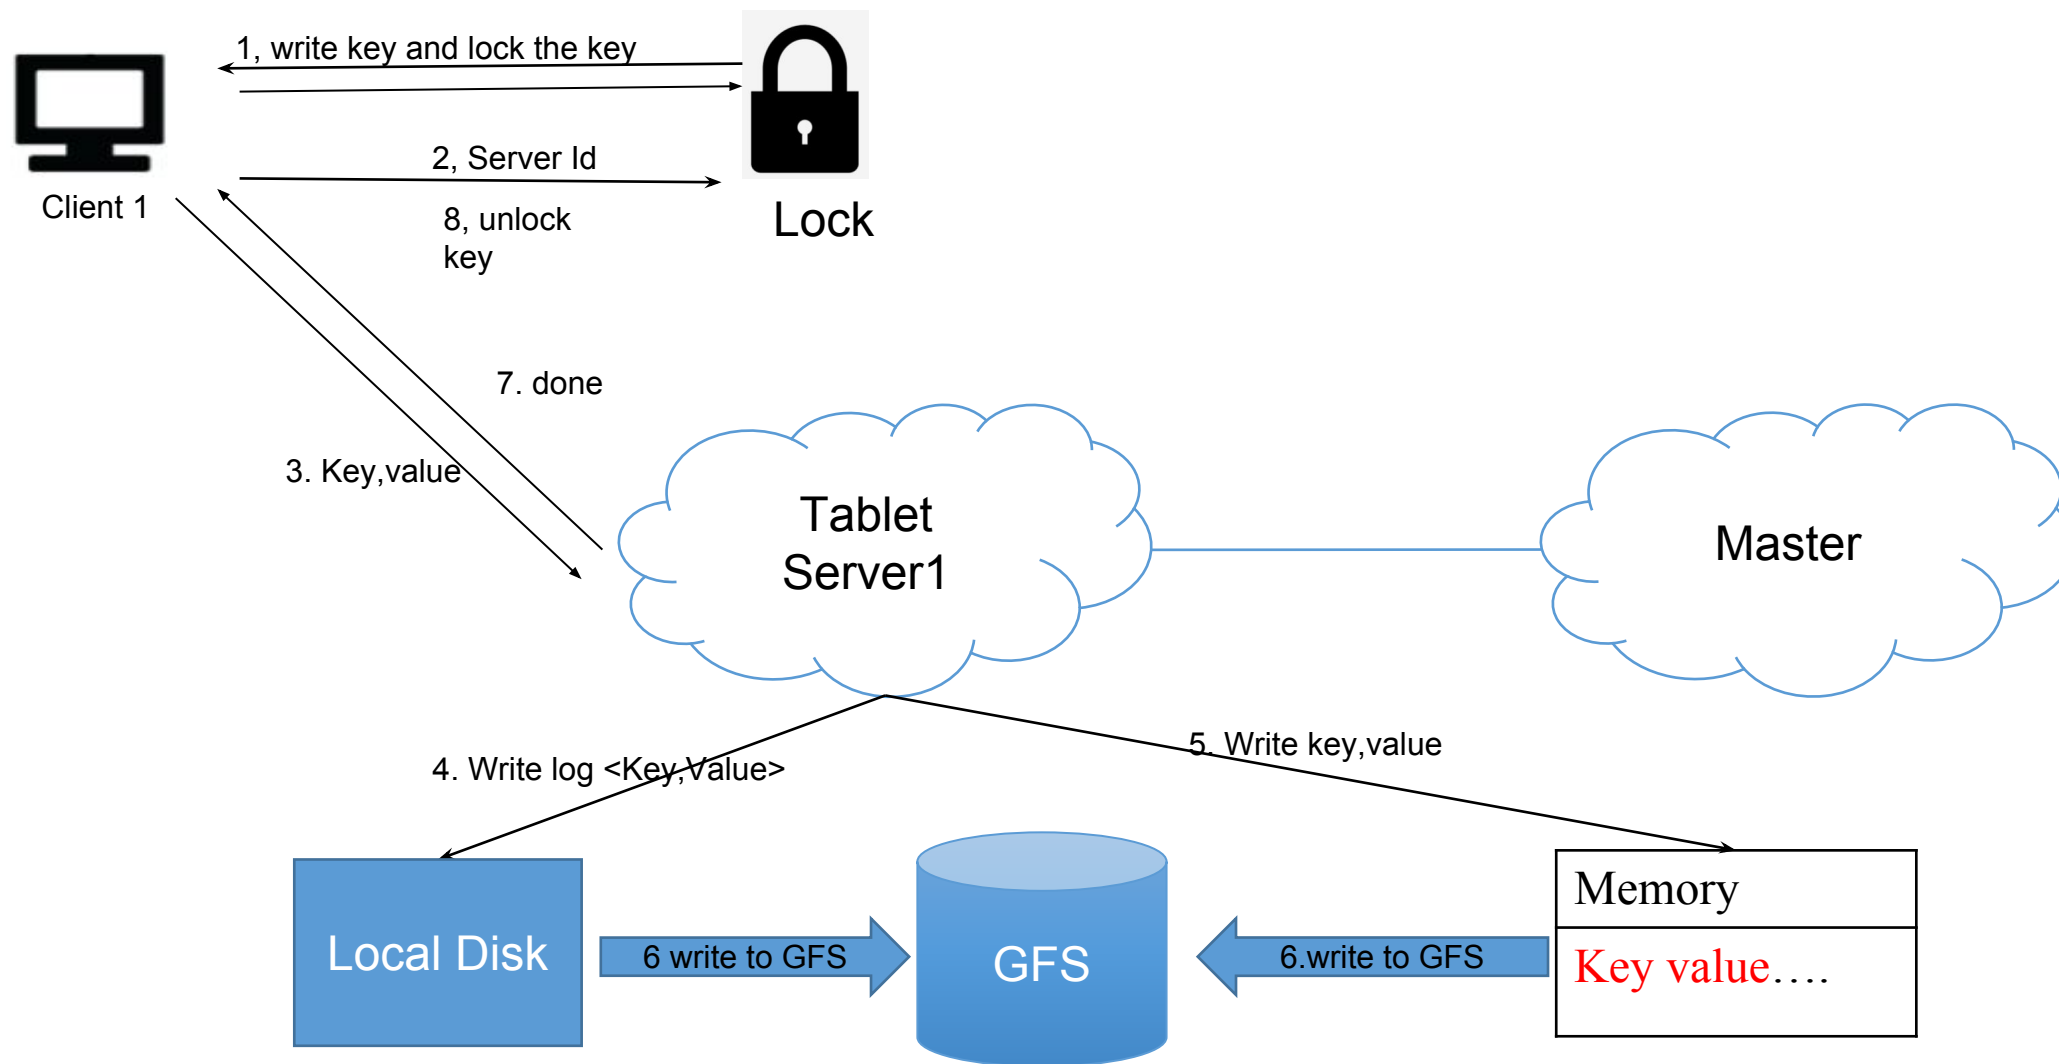 1, write key and lock the key
2, Server Id
Client 1
8, unlock
key
Lock
7. done
3. Key,value
Tablet
Server1
Master
5. Write key,value
4. Write log <Key,Value>
Memory
Local Disk
6 write to GFS
GFS
6.write to GFS
Key value….